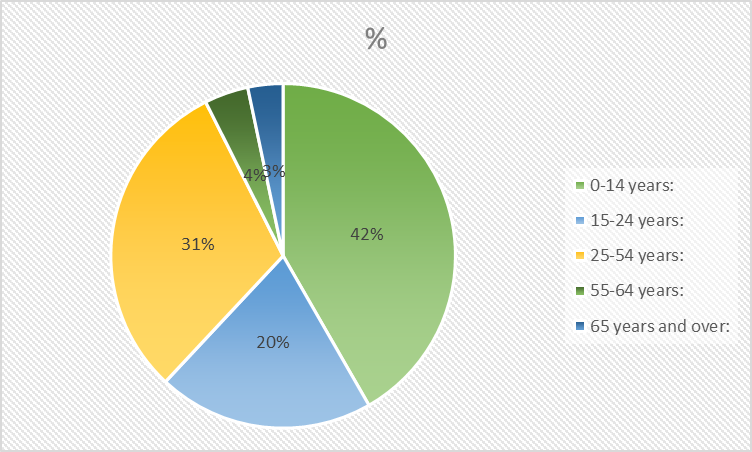 %
4%
3%
42%
31%
20%
0-14 years:
15-24 years:
25-54 years:
55-64 years:
65 years and over: